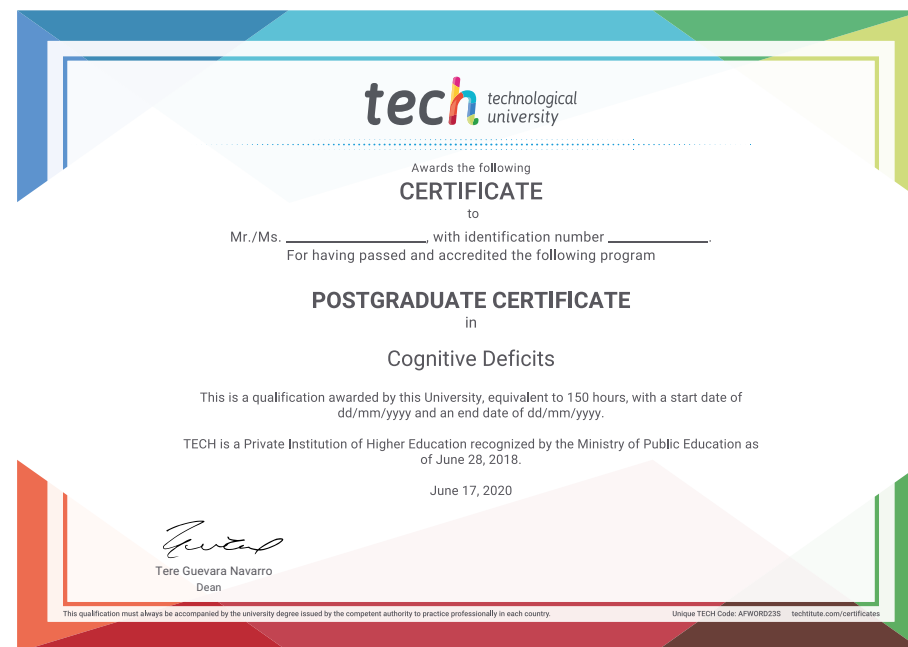 tech technological
university
Awards the following
CERTIFICATE
to
Mr./Ms. ____________________, with identification number ______________.
For having passed and accredited the following program
POSTGRADUATE CERTIFICATE
in
Cognitive Deficits
This is a qualification awarded by this University, equivalent to 150 hours, with a start date of
dd/mm/yyyy and an end date of dd/mm/yyyy.
TECH is a Private Institution of Higher Education recognized by the Ministry of Public Education as
of June 28, 2018.
June 17, 2020
Tere Guevara Navarro
Dean
This qualification must always be accompanied by the university degree issued by the competent authority to practice professionally in each country. Unique TECH Code: AFWORD23S techtitute.com/certificates